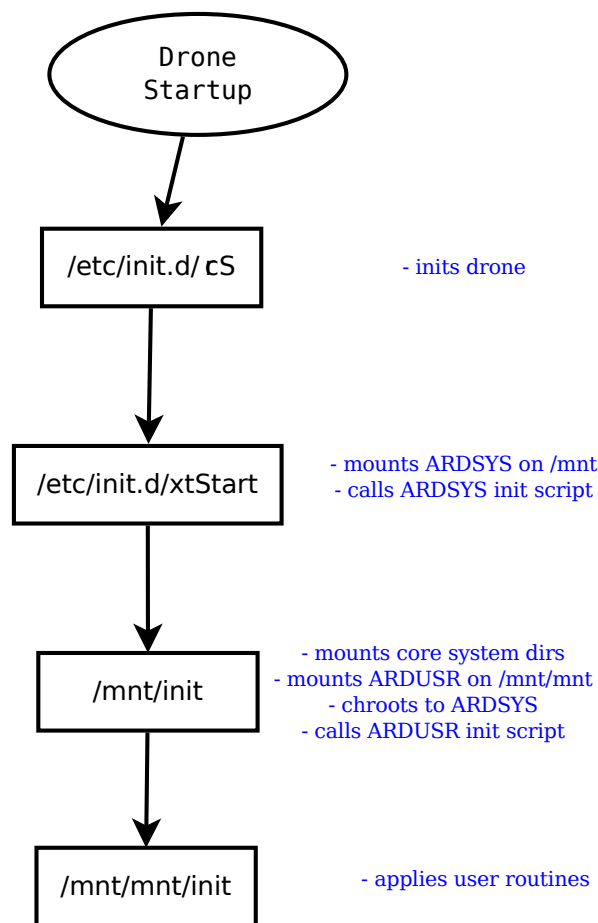 Drone
Startup
/etc/init.d/rcS
- inits drone
/etc/init.d/xtStart
- mounts ARDSYS on /mnt
- calls ARDSYS init script
/mnt/init
- mounts core system dirs
- mounts ARDUSR on /mnt/mnt
- chroots to ARDSYS
- calls ARDUSR init script
/mnt/mnt/init
- applies user routines